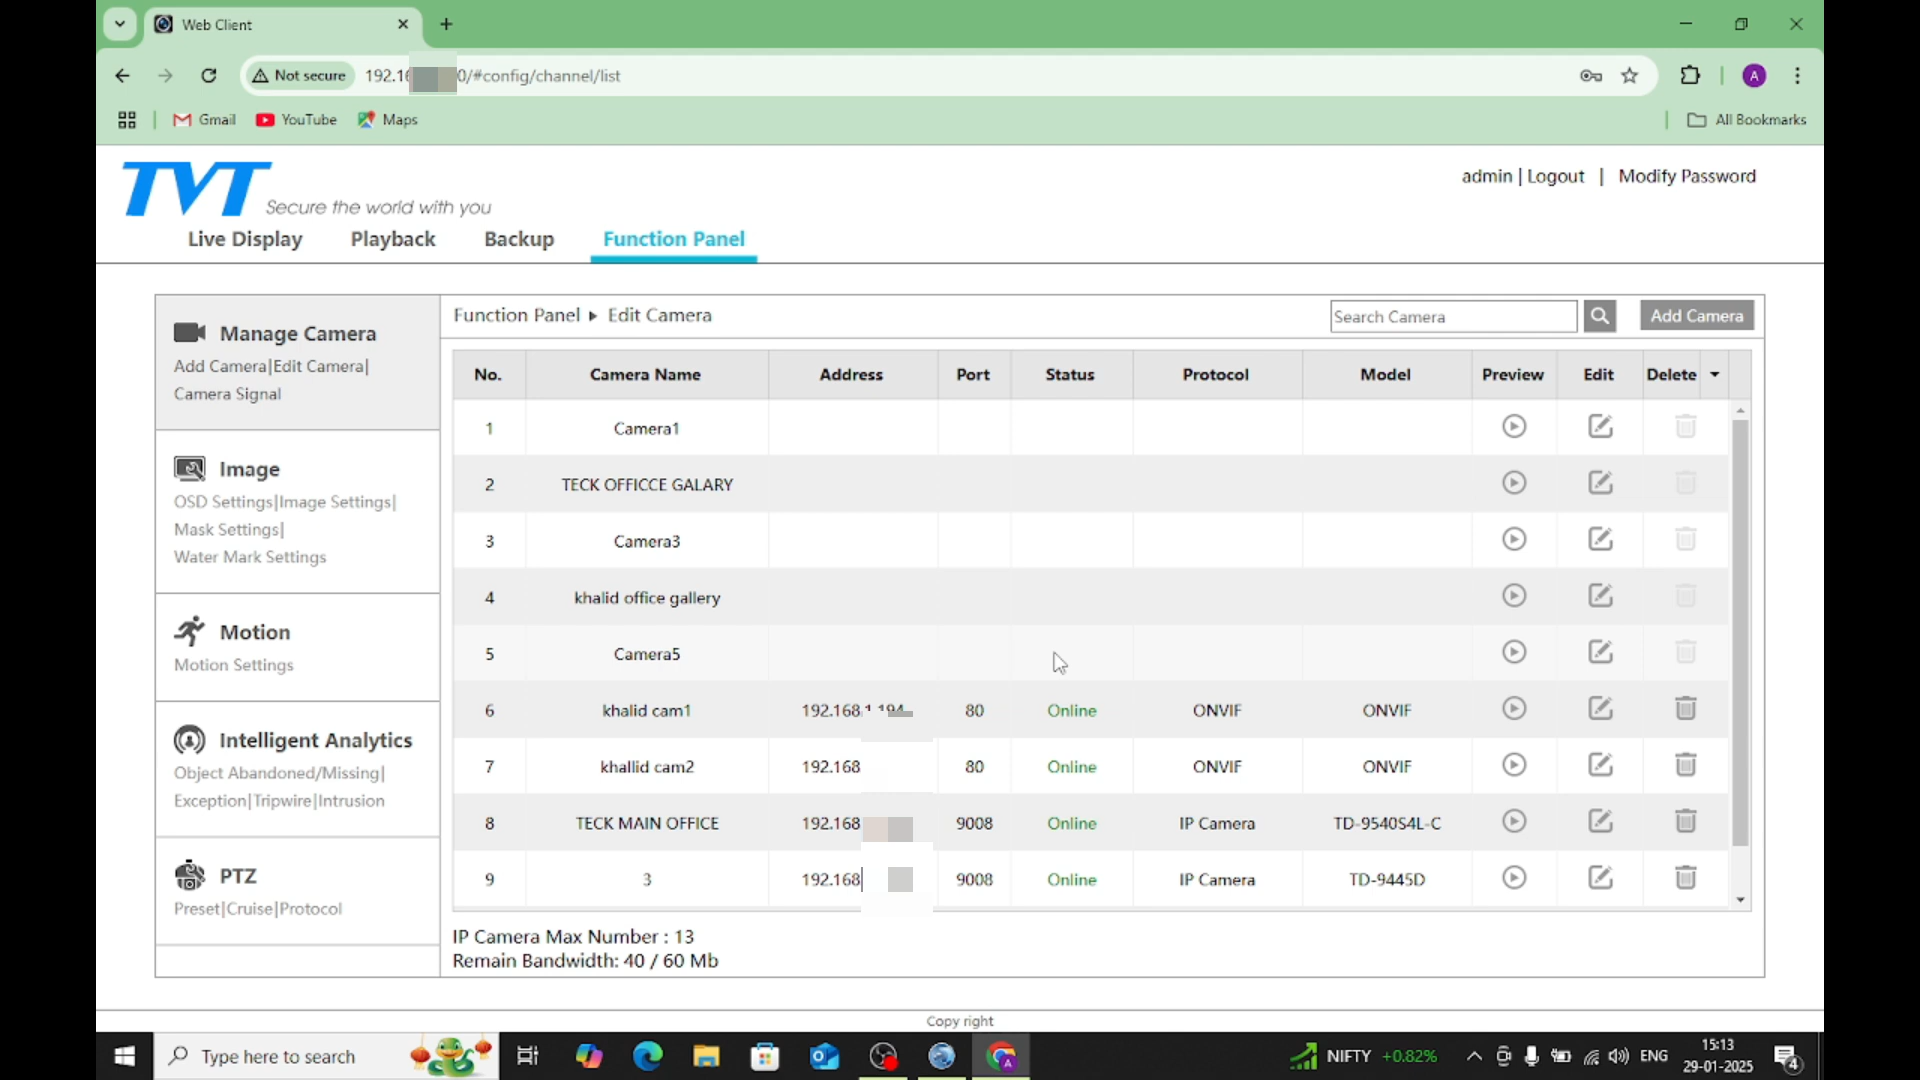 Web Client
Not secure 192.16 0/#config/channel/list
A
Gmail YouTube Maps All Bookmarks
TVT Secure the world with you
admin | Logout | Modify Password
Live Display Playback Backup Function Panel
Manage Camera
Add Camera|Edit Camera|
Camera Signal
Image
OSD Settings|Image Settings|
Mask Settings|
Water Mark Settings
Motion
Motion Settings
Intelligent Analytics
Object Abandoned/Missing|
Exception|Tripwire|Intrusion
PTZ
Preset|Cruise|Protocol
Function Panel ▸ Edit Camera Search Camera Add Camera
No. Camera Name Address Port Status Protocol Model Preview Edit Delete
1 Camera1
2 TECK OFFICCE GALARY
3 Camera3
4 khalid office gallery
5 Camera5
6 khalid cam1 192.168.1.194 80 Online ONVIF ONVIF
7 khallid cam2 192.168 80 Online ONVIF ONVIF
8 TECK MAIN OFFICE 192.168 9008 Online IP Camera TD-9540S4L-C
9 3 192.168 9008 Online IP Camera TD-9445D
IP Camera Max Number : 13
Remain Bandwidth: 40 / 60 Mb
Copy right
Type here to search
A
NIFTY +0.82%
ENG
15:13
29-01-2025
4